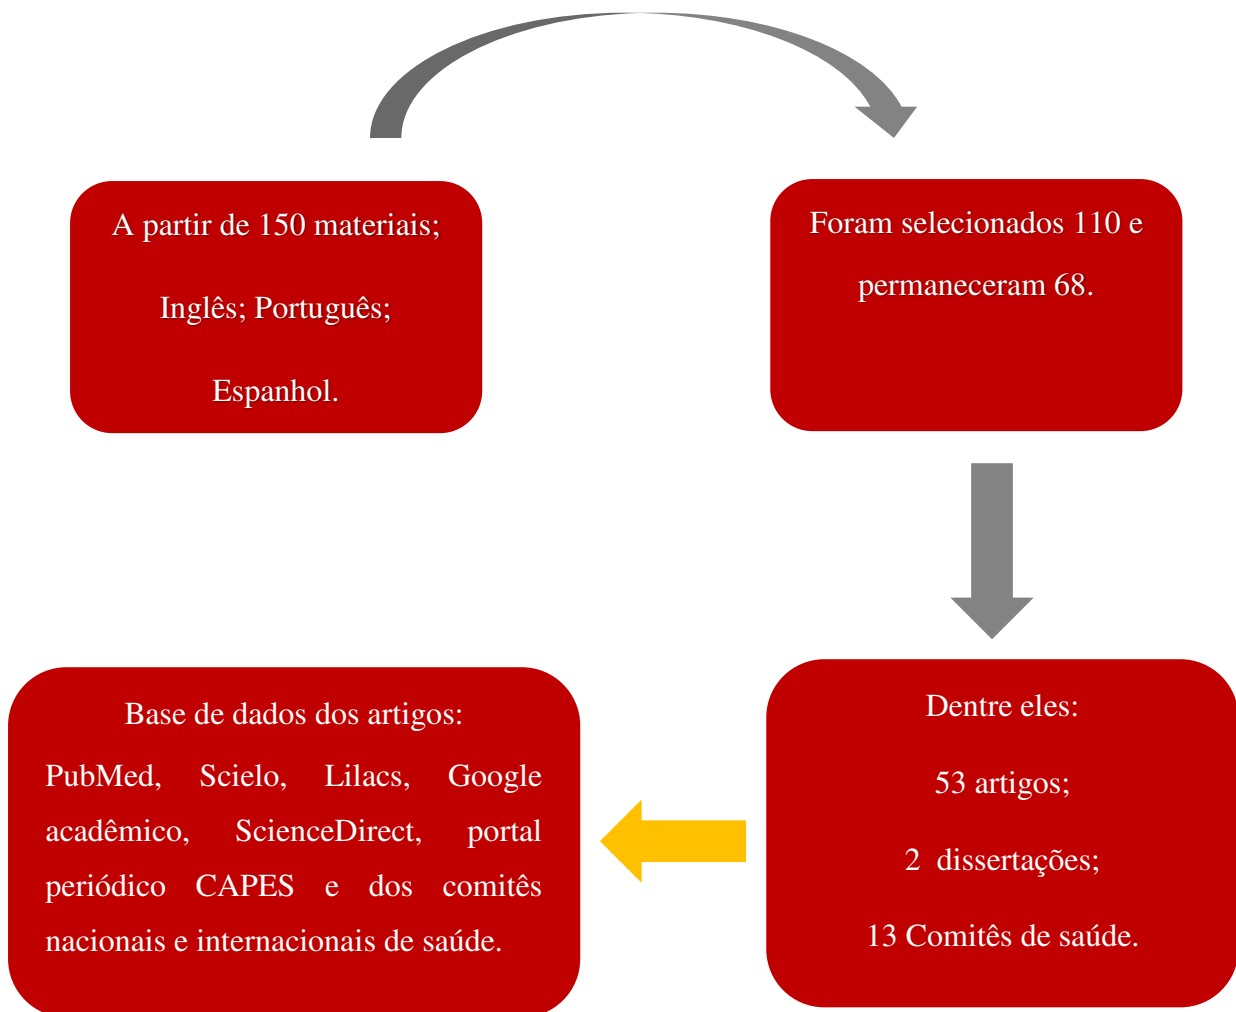 A partir de 150 materiais;
Inglês; Português;
Espanhol.
Foram selecionados 110 e
permaneceram 68.
Dentre eles:
53 artigos;
2 dissertações;
13 Comitês de saúde.
Base de dados dos artigos:
PubMed, Scielo, Lilacs, Google
acadêmico, ScienceDirect, portal
periódico CAPES e dos comitês
nacionais e internacionais de saúde.